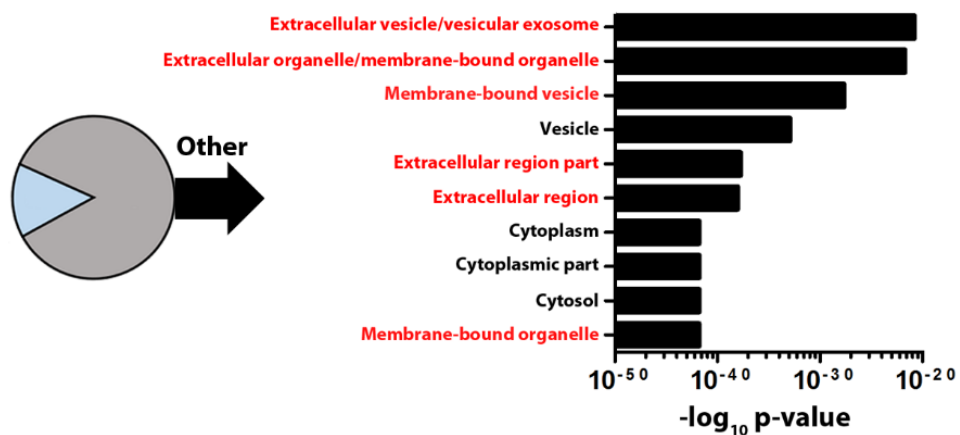 Other
Extracellular vesicle/vesicular exosome
Extracellular organelle/membrane-bound organelle
Membrane-bound vesicle
Vesicle
Extracellular region part
Extracellular region
Cytoplasm
Cytoplasmic part
Cytosol
Membrane-bound organelle
10⁻⁵⁰ 10⁻⁴⁰ 10⁻³⁰ 10⁻²⁰
-log₁₀ p-value